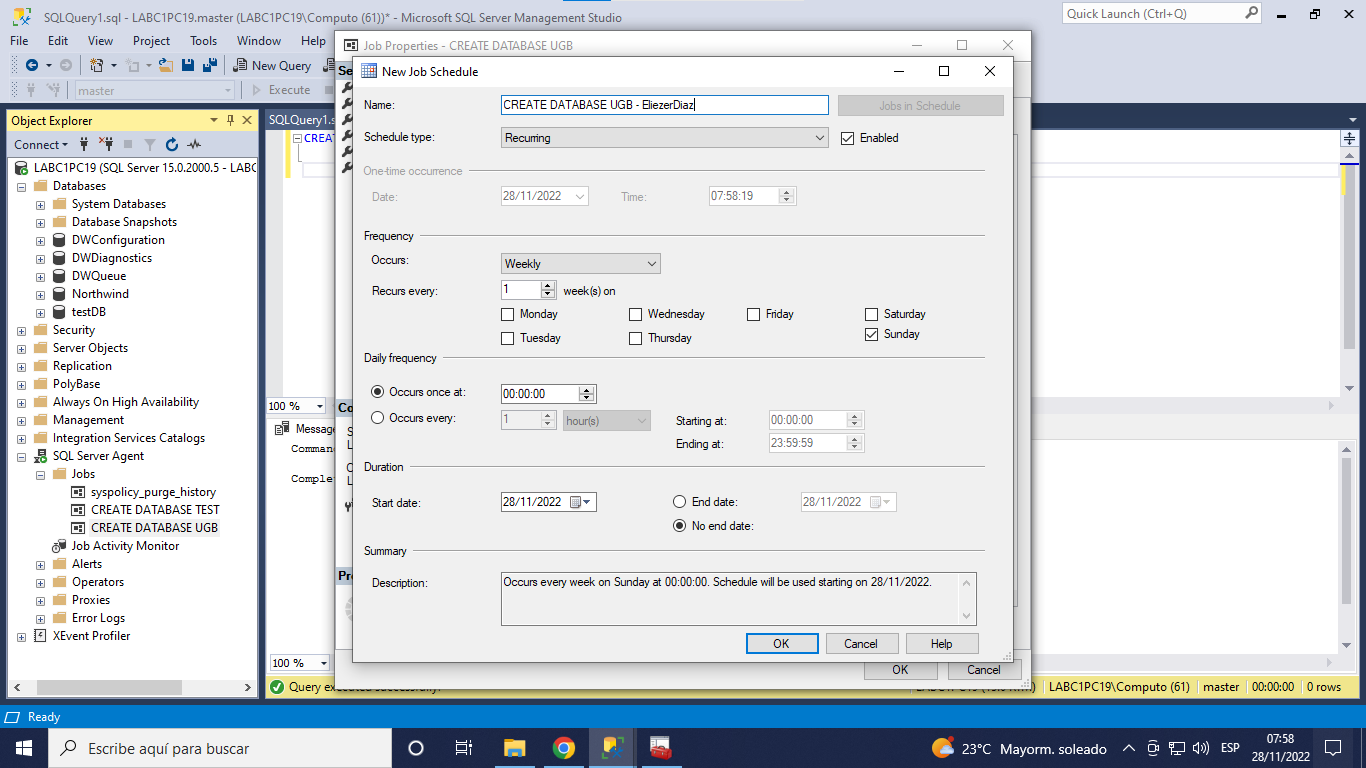 SQLQuery1.sql - LABC1PC19.master (LABC1PC19\Computo (61))* - Microsoft SQL Server Management Studio
Quick Launch (Ctrl+Q)
File Edit View Project Tools Window Help
New Query
master
Execute
Object Explorer
Connect
LABC1PC19 (SQL Server 15.0.2000.5 - LABC
Databases
System Databases
Database Snapshots
DWConfiguration
DWDiagnostics
DWQueue
Northwind
testDB
Security
Server Objects
Replication
PolyBase
Always On High Availability
Management
Integration Services Catalogs
SQL Server Agent
Jobs
syspolicy_purge_history
CREATE DATABASE TEST
CREATE DATABASE UGB
Job Activity Monitor
Alerts
Operators
Proxies
Error Logs
XEvent Profiler
SQLQuery1.s
CREA
100 %
Messag
Comman
Comple
100 %
Job Properties - CREATE DATABASE UGB
Se
Co
S
L
C
L
Pr
OK Cancel
New Job Schedule
Name: CREATE DATABASE UGB - EliezerDiaz Jobs in Schedule
Schedule type: Recurring Enabled
One-time occurrence
Date: 28/11/2022 Time: 07:58:19
Frequency
Occurs: Weekly
Recurs every: 1 week(s) on
Monday Wednesday Friday Saturday
Tuesday Thursday Sunday
Daily frequency
Occurs once at: 00:00:00
Occurs every: 1 hour(s) Starting at: 00:00:00
Ending at: 23:59:59
Duration
Start date: 28/11/2022 End date: 28/11/2022
No end date:
Summary
Description: Occurs every week on Sunday at 00:00:00. Schedule will be used starting on 28/11/2022.
OK Cancel Help
Query executed successfully. LABC1PC19\Computo (61) master 00:00:00 0 rows
Ready
Escribe aquí para buscar
23°C Mayorm. soleado
ESP
07:58
28/11/2022